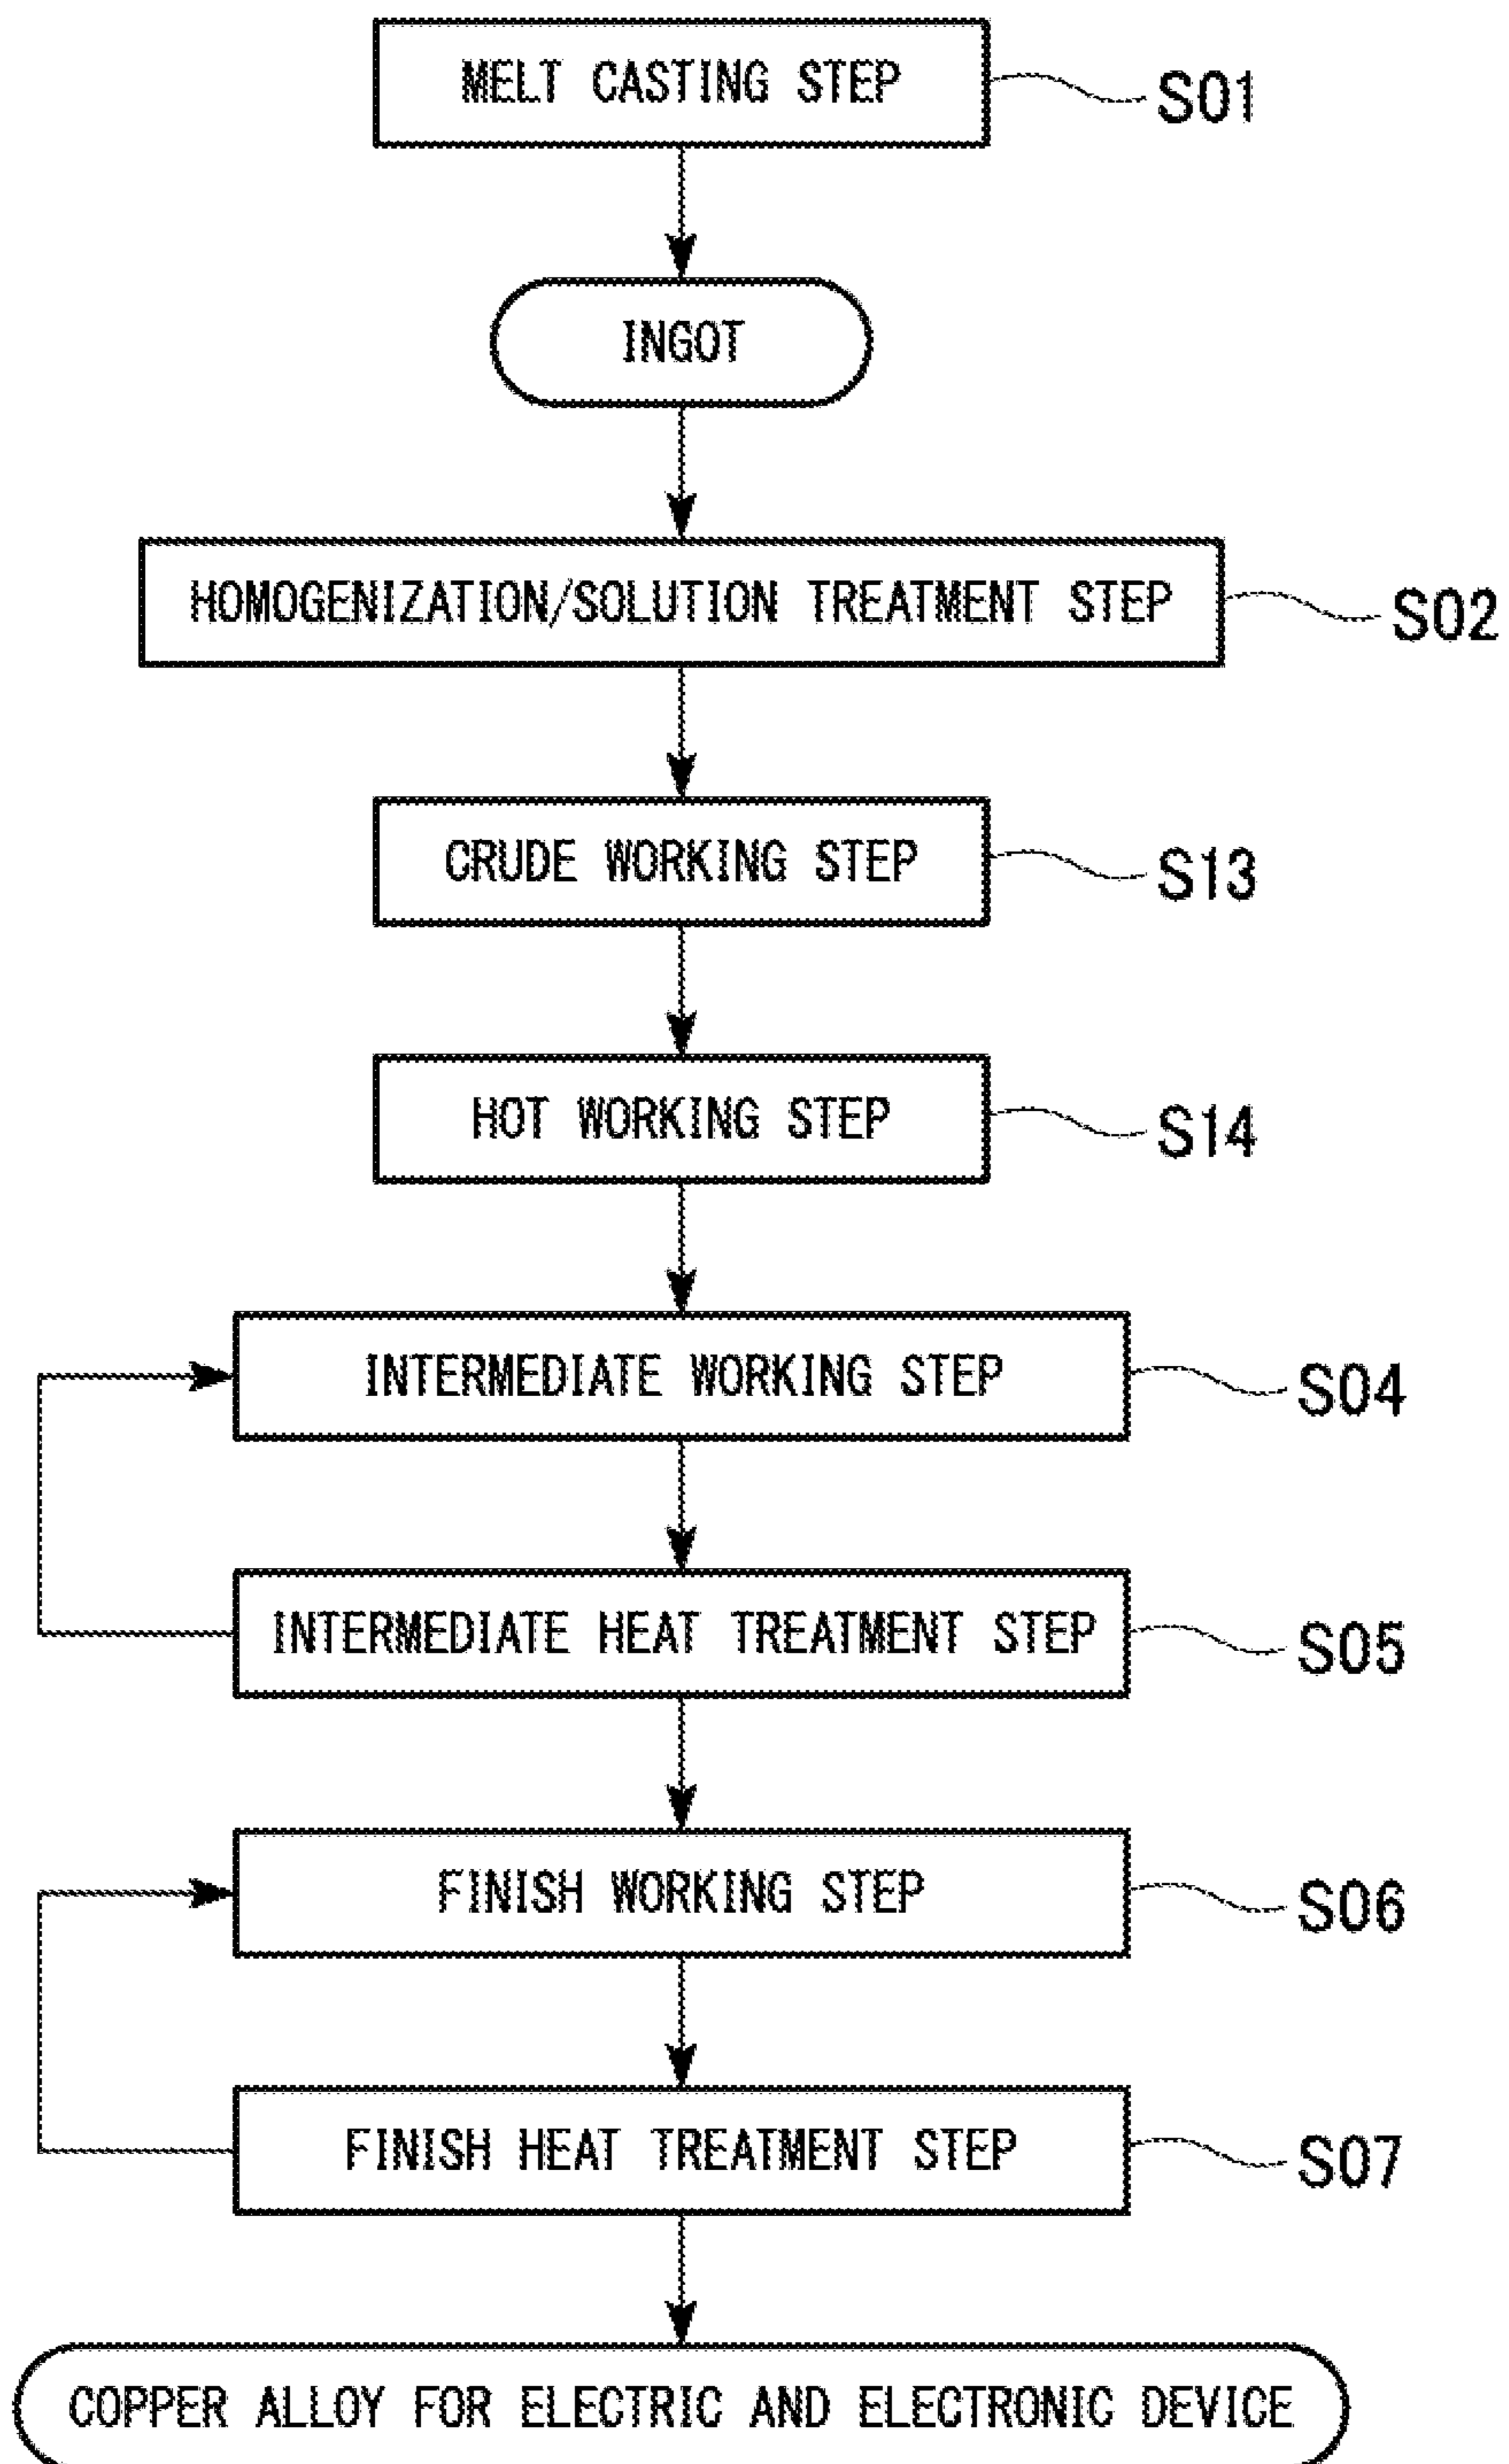 MELT CASTING STEP
S01
INGOT
HOMOGENIZATION/SOLUTION TREATMENT STEP
S02
CRUDE WORKING STEP
S13
HOT WORKING STEP
S14
INTERMEDIATE WORKING STEP
S04
INTERMEDIATE HEAT TREATMENT STEP
S05
FINISH WORKING STEP
S06
FINISH HEAT TREATMENT STEP
S07
COPPER ALLOY FOR ELECTRIC AND ELECTRONIC DEVICE